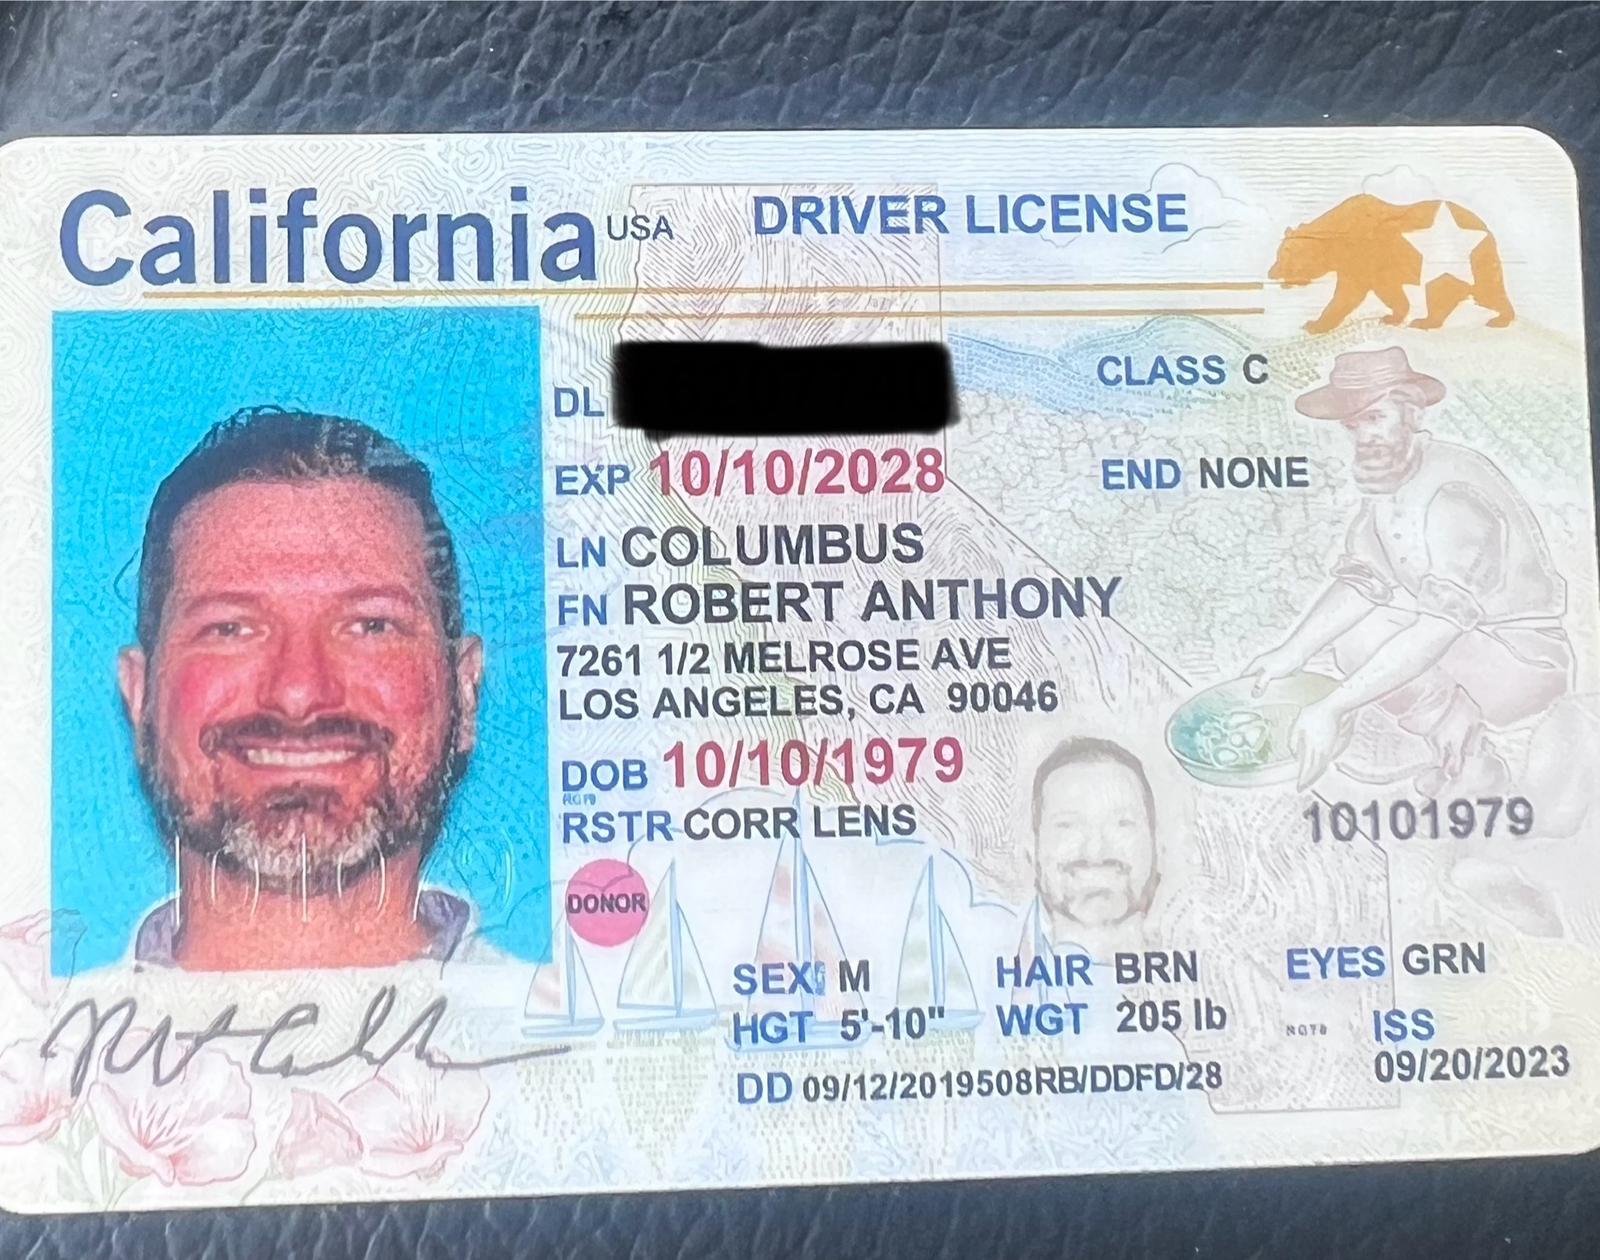 California USA DRIVER LICENSE
DL
CLASS C
EXP 10/10/2028
END NONE
LN COLUMBUS
FN ROBERT ANTHONY
7261 1/2 MELROSE AVE
LOS ANGELES, CA 90046
DOB 10/10/1979
RSTR CORR LENS
10101979
DONOR
SEX M HAIR BRN EYES GRN
HGT 5'-10" WGT 205 lb ISS
09/20/2023
DD 09/12/2019508RB/DDFD/28